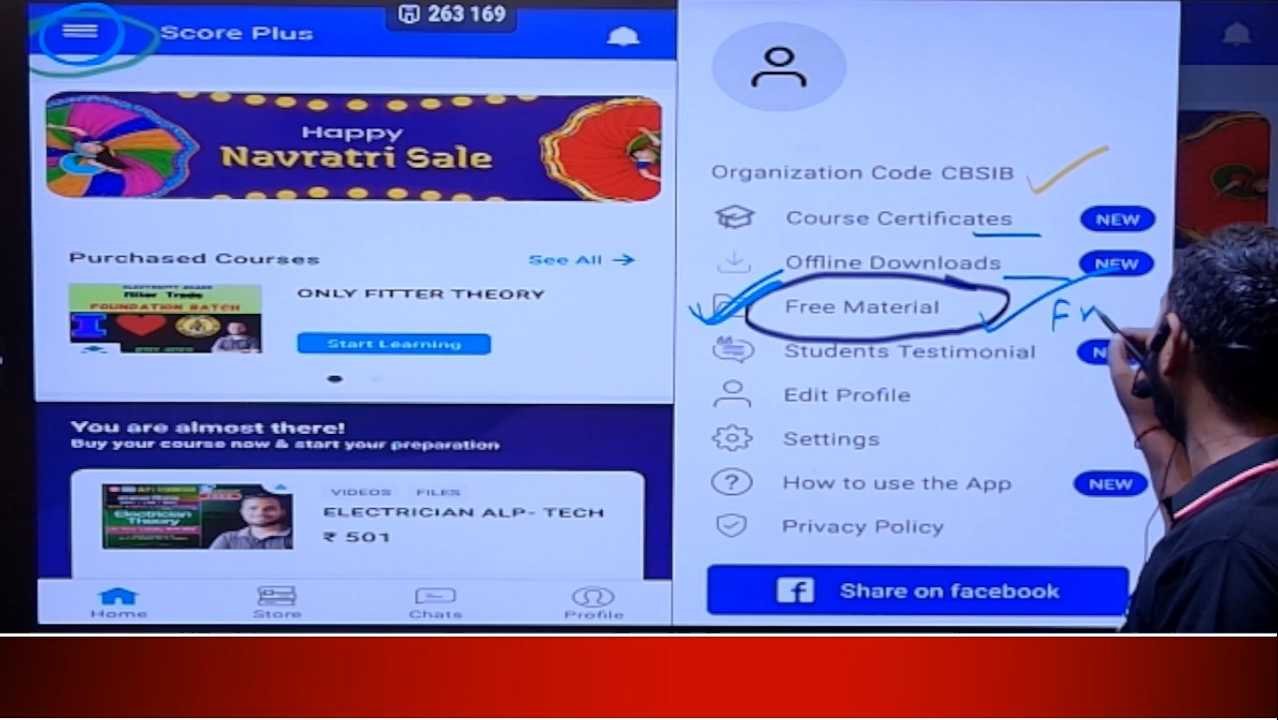 263 169
Score Plus
Happy
Navratri Sale
Purchased Courses
See All →
ELECTRICITY BOARD
Fitter Trade
FOUNDATION BATCH
I
ONLY FITTER THEORY
Start Learning
You are almost there!
Buy your course now & start your preparation
Electrician
Theory
VIDEOS FILES
ELECTRICIAN ALP- TECH
₹ 501
Home
Store
Chats
Profile
Organization Code CBSIB
Course Certificates NEW
Offline Downloads NEW
Free Material
Fr
Students Testimonial
Edit Profile
Settings
How to use the App NEW
Privacy Policy
Share on facebook